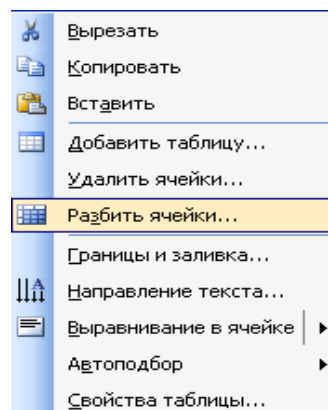 Вырезать
Копировать
Вставить
Добавить таблицу...
Удалить ячейки...
Разбить ячейки...
Границы и заливка...
Направление текста...
Выравнивание в ячейке
Автоподбор
Свойства таблицы...